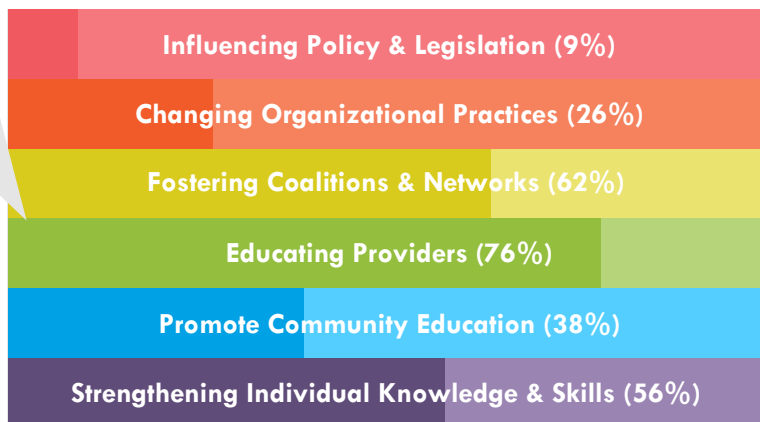 Influencing Policy & Legislation (9%)
Changing Organizational Practices (26%)
Fostering Coalitions & Networks (62%)
Educating Providers (76%)
Promote Community Education (38%)
Strengthening Individual Knowledge & Skills (56%)